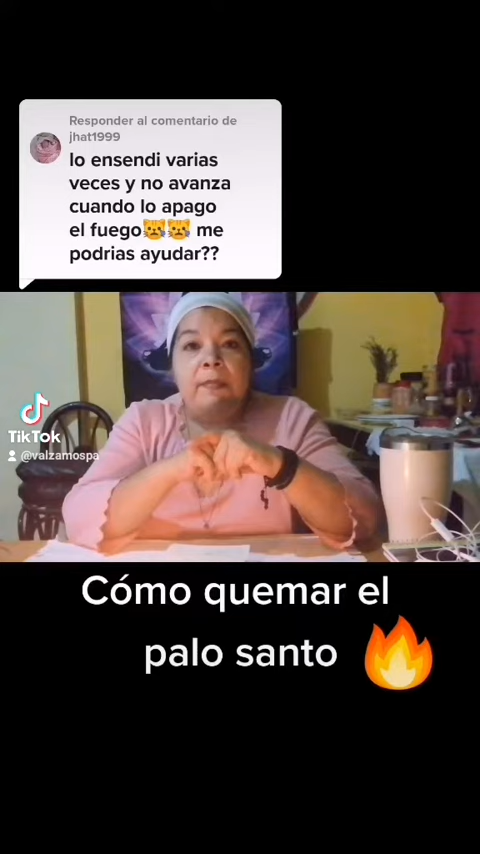 Responder al comentario de
jhat1999
lo ensendi varias
veces y no avanza
cuando lo apago
el fuego😿😿 me
podrias ayudar??
TikTok
@valzamospa
Cómo quemar el
palo santo 🔥